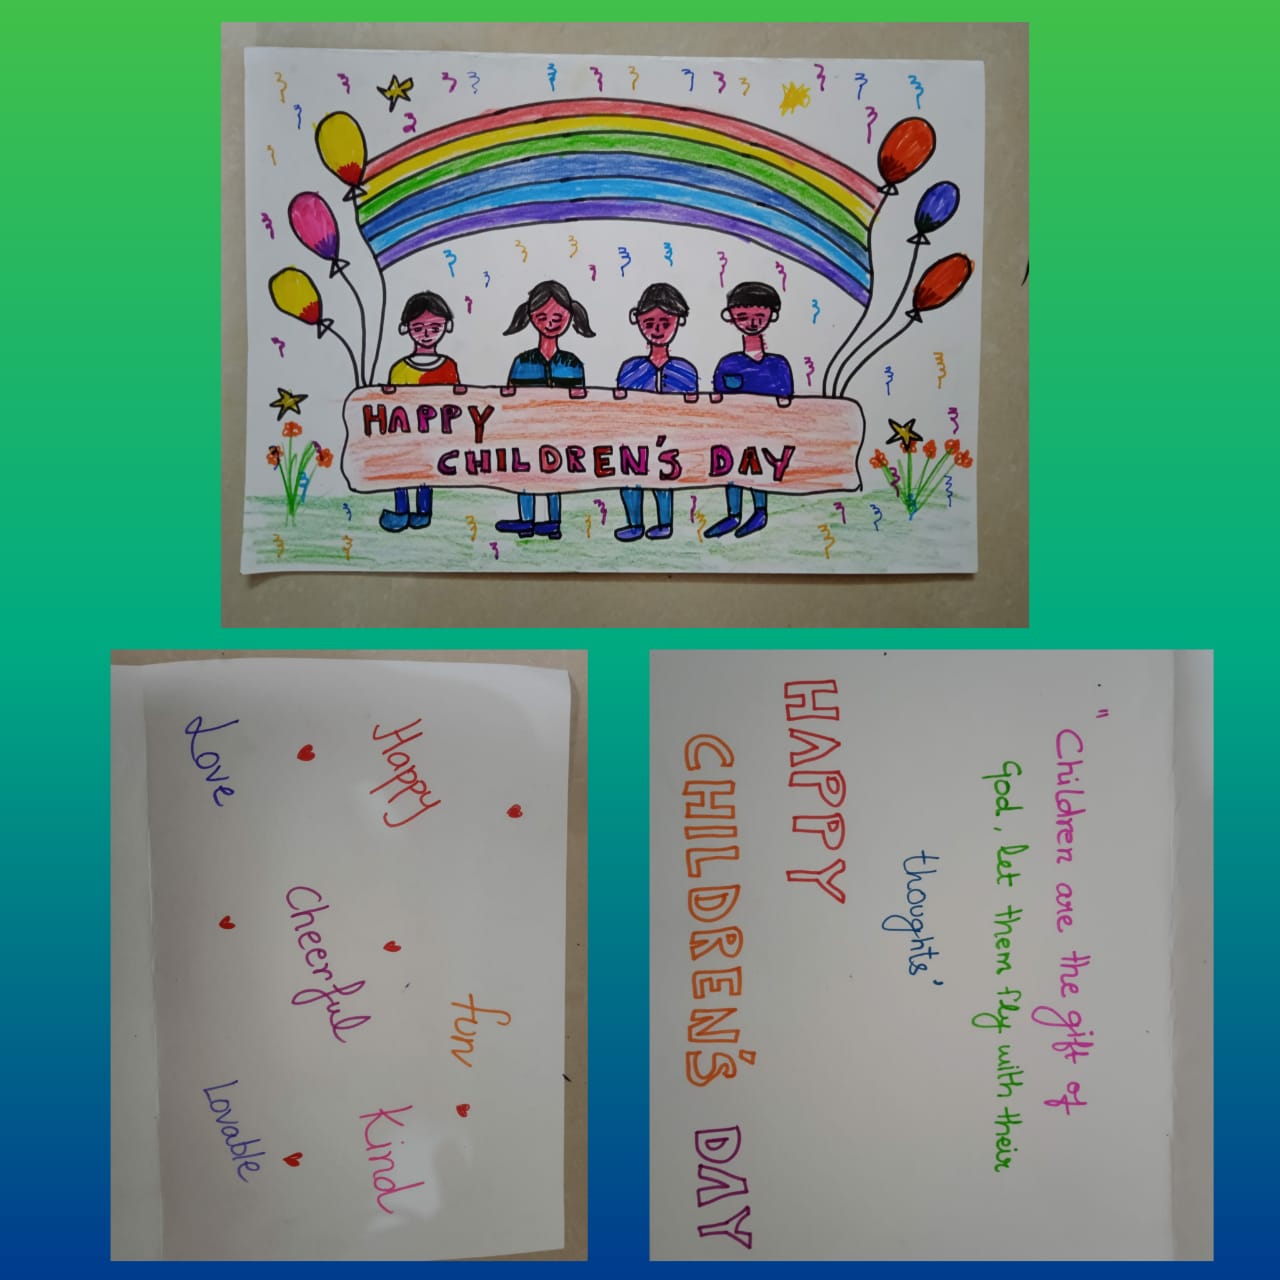 HAPPY
CHILDREN'S DAY
Happy
fun
Love
Cheerful
Kind
Lovable
"Children are the gift of
God, let them fly with their
thoughts'
HAPPY
CHILDREN'S DAY